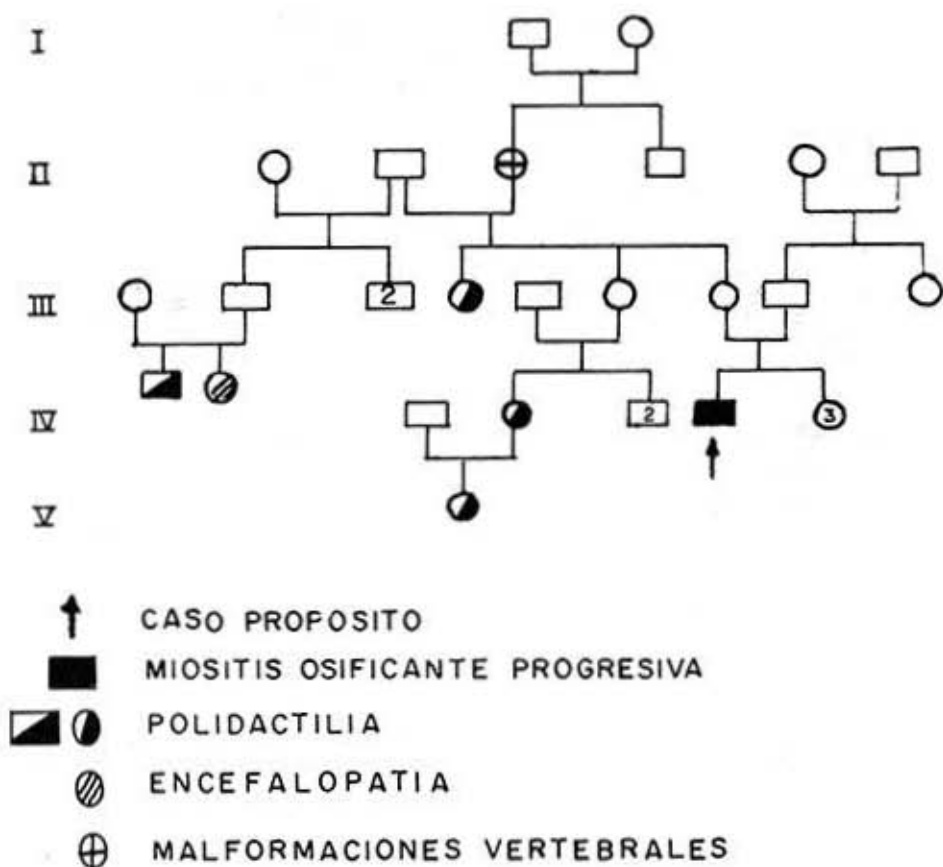 I
II
2
III
2
3
IV
V
CASO PROPOSITO
MIOSITIS OSIFICANTE PROGRESIVA
POLIDACTILIA
ENCEFALOPATIA
MALFORMACIONES VERTEBRALES